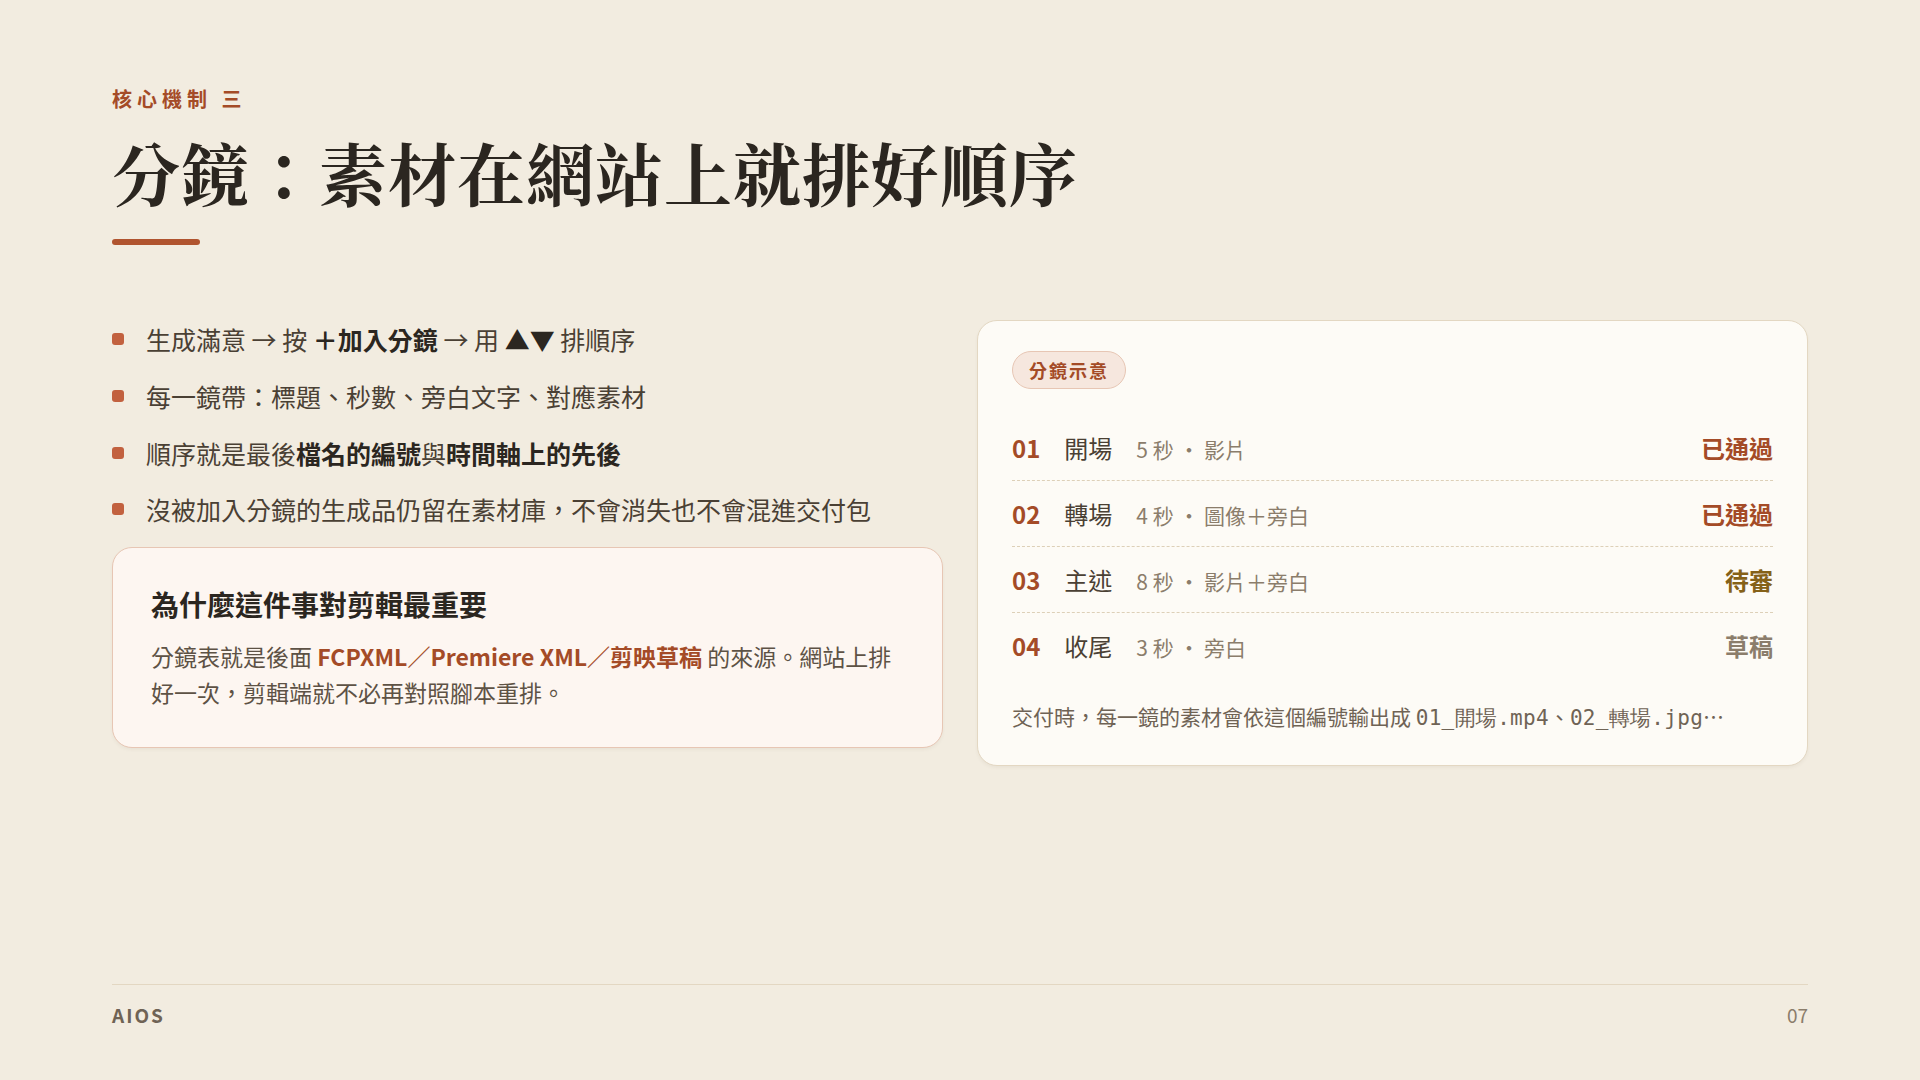 核心機制 三
分鏡：素材在網站上就排好順序
生成滿意 → 按 ＋加入分鏡 → 用 ▲▼ 排順序
每一鏡帶：標題、秒數、旁白文字、對應素材
順序就是最後檔名的編號與時間軸上的先後
沒被加入分鏡的生成品仍留在素材庫，不會消失也不會混進交付包
為什麼這件事對剪輯最重要
分鏡表就是後面 FCPXML／Premiere XML／剪映草稿 的來源。網站上排
好一次，剪輯端就不必再對照腳本重排。
分鏡示意
01 開場 5 秒・影片 已通過
02 轉場 4 秒・圖像＋旁白 已通過
03 主述 8 秒・影片＋旁白 待審
04 收尾 3 秒・旁白 草稿
交付時，每一鏡的素材會依這個編號輸出成 01_開場.mp4、02_轉場.jpg…
AIOS
07